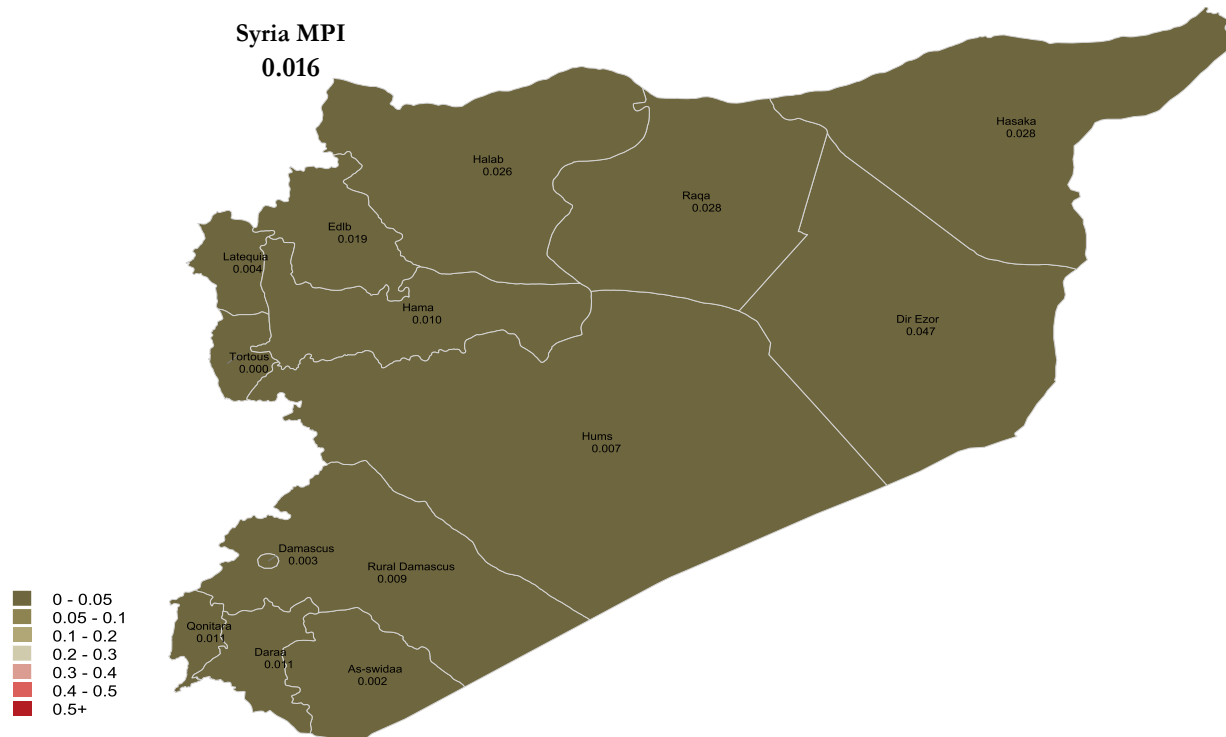 Syria MPI
0.016
Hasaka
0.028
Halab
0.026
Raqa
0.028
Edlb
0.019
Latequia
0.004
Hama
0.010
Dir Ezor
0.047
Tortous
0.000
Hums
0.007
Damascus
0.003
Rural Damascus
0.009
Qonitara
0.011
Daraa
0.011
As-swidaa
0.002
0 - 0.05
0.05 - 0.1
0.1 - 0.2
0.2 - 0.3
0.3 - 0.4
0.4 - 0.5
0.5+